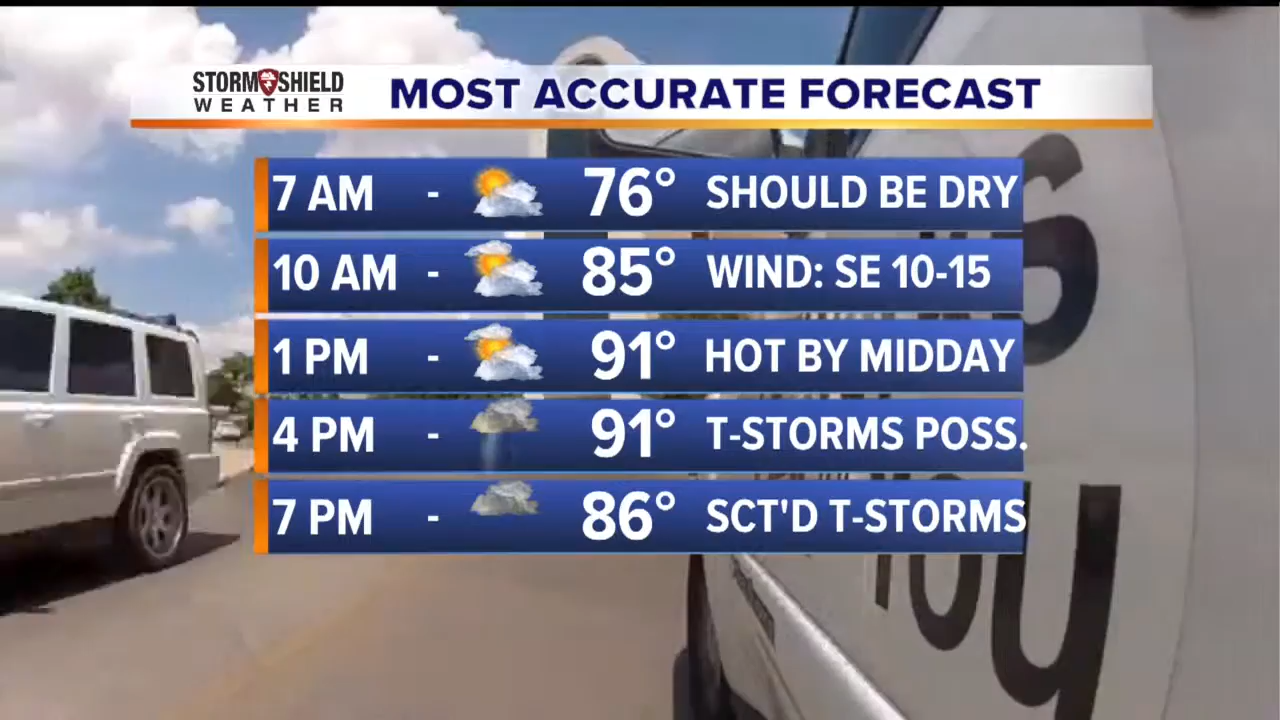 STORM SHIELD
WEATHER
MOST ACCURATE FORECAST
7 AM - 76° SHOULD BE DRY
10 AM - 85° WIND: SE 10-15
1 PM - 91° HOT BY MIDDAY
4 PM - 91° T-STORMS POSS.
7 PM - 86° SCT'D T-STORMS
you